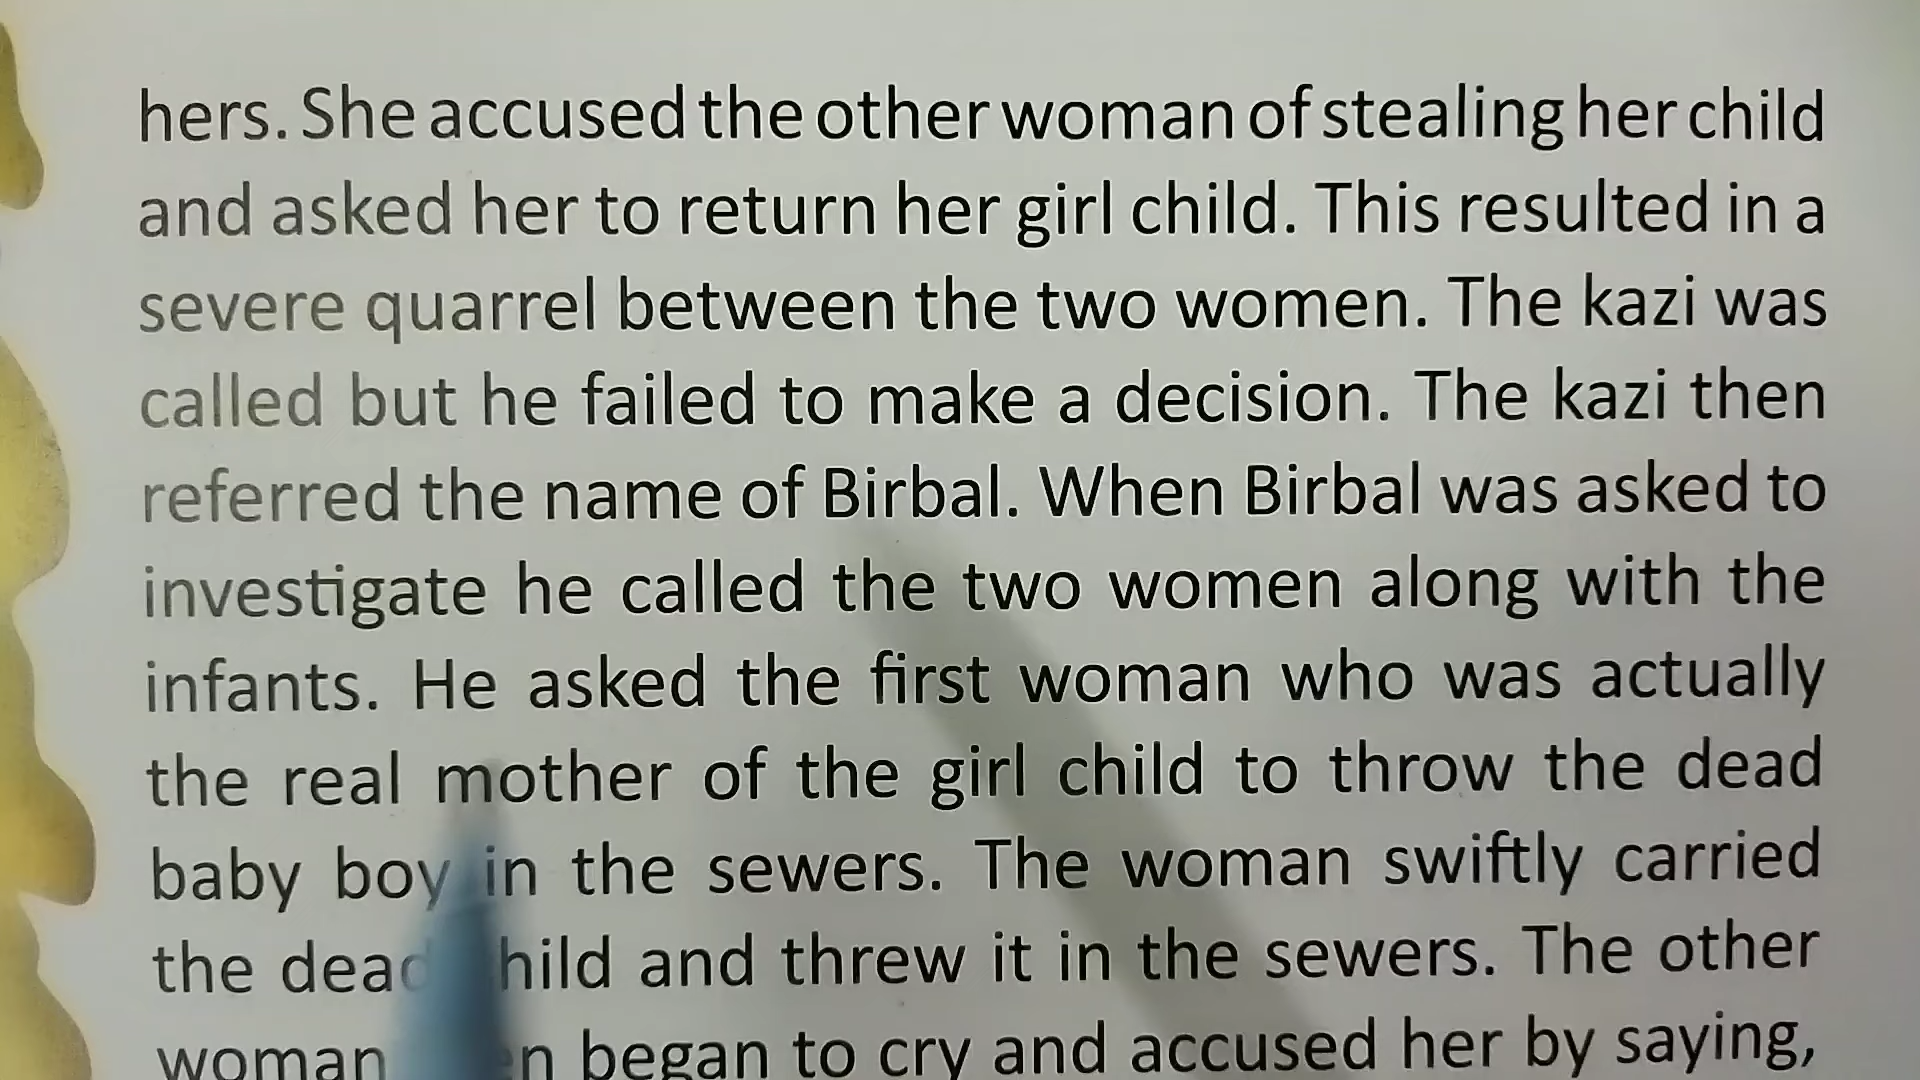 hers. She accused the other woman of stealing her child
and asked her to return her girl child. This resulted in a
severe quarrel between the two women. The kazi was
called but he failed to make a decision. The kazi then
referred the name of Birbal. When Birbal was asked to
investigate he called the two women along with the
infants. He asked the first woman who was actually
the real mother of the girl child to throw the dead
baby boy in the sewers. The woman swiftly carried
the dead child and threw it in the sewers. The other
woman began to cry and accused her by saying,